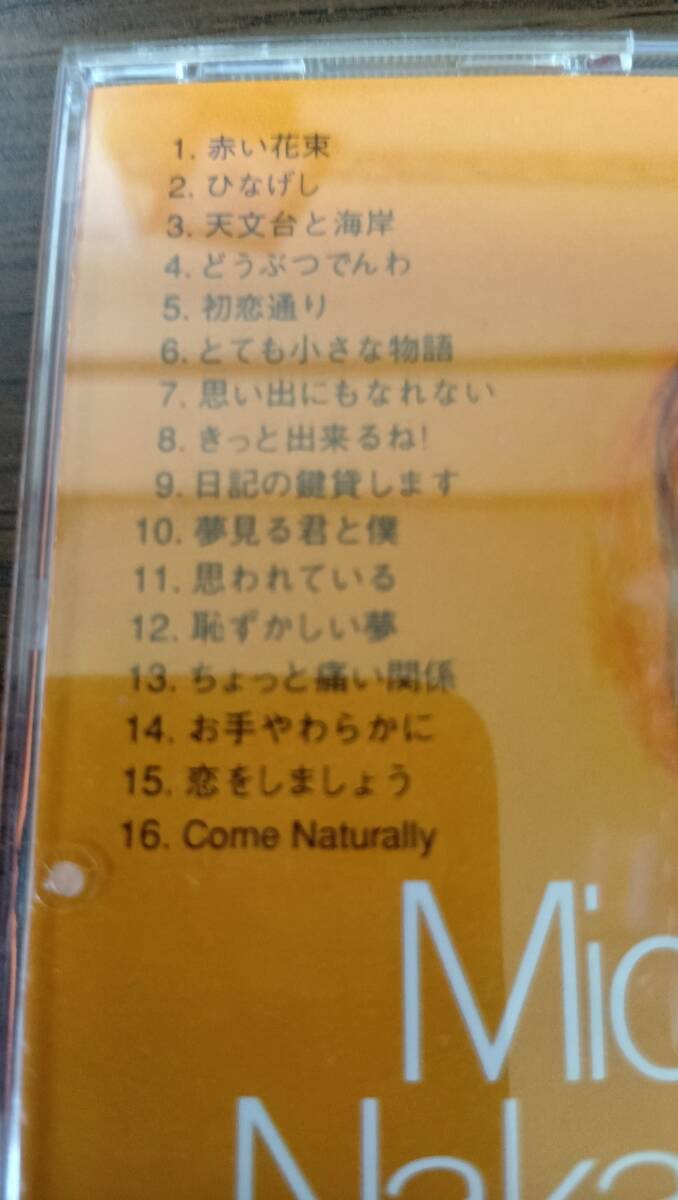 1. 赤い花束
2. ひなげし
3. 天文台と海岸
4. どうぶつでんわ
5. 初恋通り
6. とても小さな物語
7. 思い出にもなれない
8. きっと出来るね!
9. 日記の鍵貸します
10. 夢見る君と僕
11. 思われている
12. 恥ずかしい夢
13. ちょっと痛い関係
14. お手やわらかに
15. 恋をしましょう
16. Come Naturally
Mic
Naka